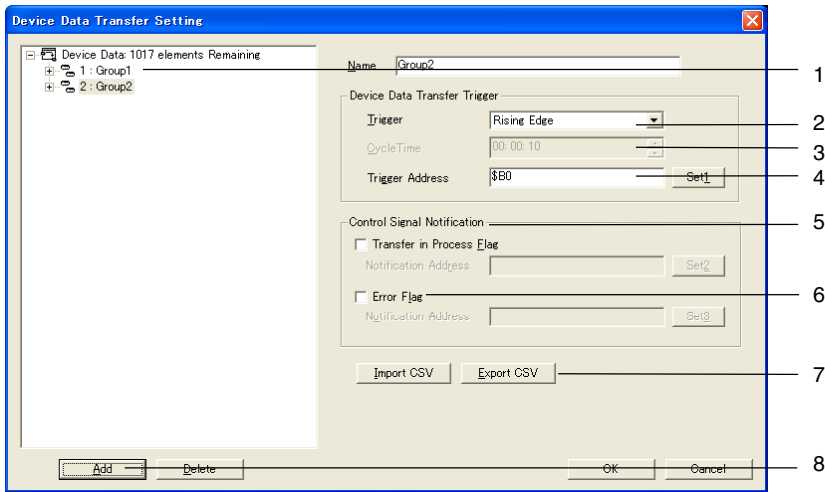 Device Data Transfer Setting
Device Data: 1017 elements Remaining
1 : Group1
2 : Group2
Name Group2
1
Device Data Transfer Trigger
Trigger Rising Edge
2
CycleTime 00: 00: 10
3
Trigger Address $B0 Set1
4
Control Signal Notification
5
Transfer in Process Flag
Notification Address Set2
Error Flag
6
Notification Address Set3
Import CSV Export CSV
7
Add Delete OK Cancel
8